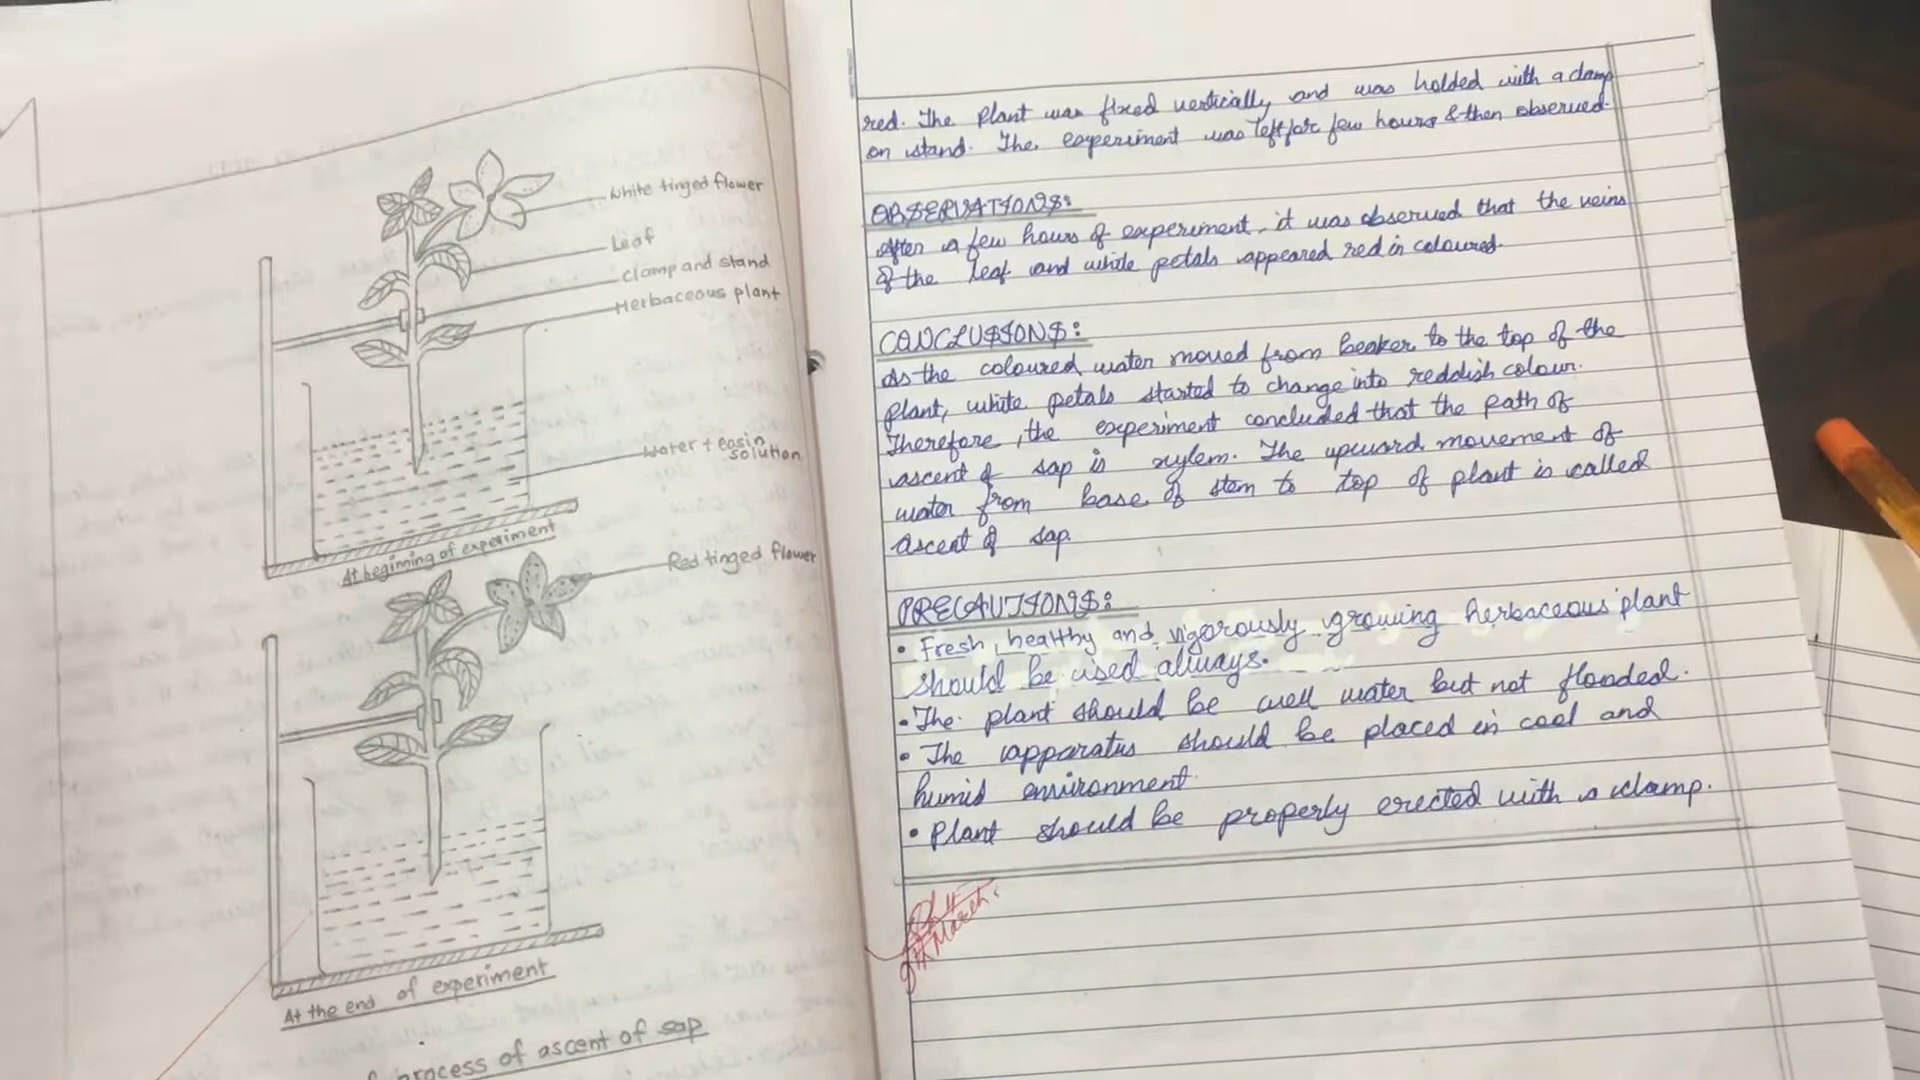 White tinged flower
Leaf
clamp and stand
Herbaceous plant
Water + eosin
solution
At beginning of experiment
Red tinged flower
At the end of experiment
process of ascent of sap
red. The plant was fixed vertically and was holded with a clamp
on stand. The experiment was left for few hours & then observed.
OBSERVATIONS:
After a few hours of experiment, it was observed that the veins
of the leaf and white petals appeared red in coloured.
CONCLUSIONS:
As the coloured water moved from beaker to the top of the
plant, white petals started to change into reddish colour.
Therefore, the experiment concluded that the path of
ascent of sap is xylem. The upward movement of
water from base of stem to top of plant is called
ascent of sap.
PRECAUTIONS:
• Fresh, healthy and vigorously growing herbaceous plant
should be used always.
• The plant should be well water but not flooded.
• The apparatus should be placed in cool and
humid environment.
• Plant should be properly erected with a clamp.
9th March.